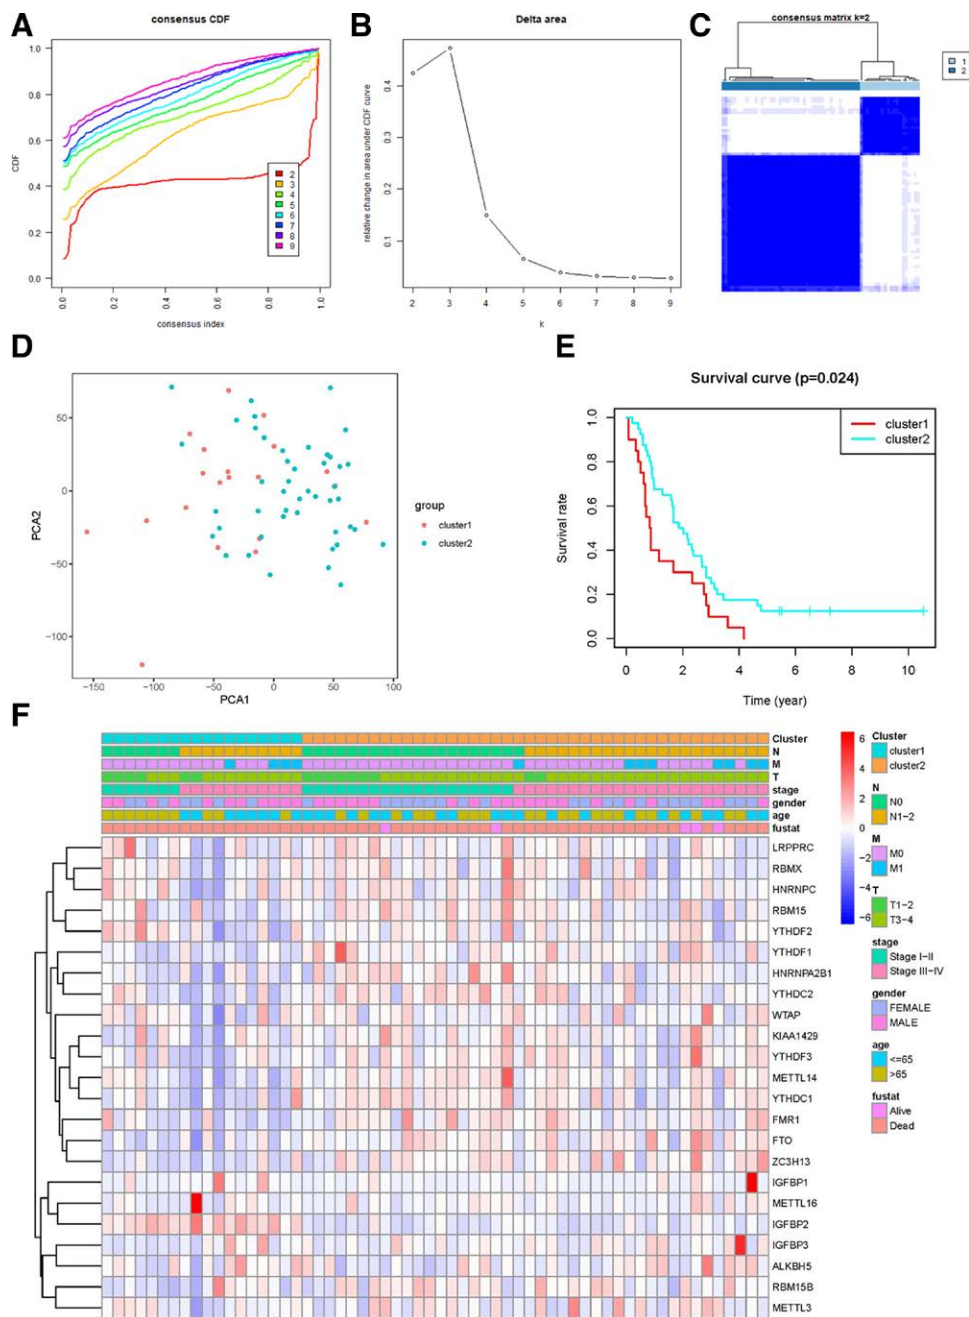 A
consensus CDF
CDF
1.0
0.8
0.6
0.4
0.2
0.0
0.0
0.2
0.4
0.6
0.8
1.0
consensus index
2
3
4
5
6
7
8
9
B
Delta area
relative change in area under CDF curve
0.4
0.3
0.2
0.1
2
3
4
5
6
7
8
9
k
C
consensus matrix k=2
1
2
D
PCA2
50
0
−50
−100
−150
−100
−50
0
50
100
PCA1
group
cluster1
cluster2
E
Survival curve (p=0.024)
Survival rate
1.0
0.8
0.6
0.4
0.2
0.0
0
2
4
6
8
10
Time (year)
cluster1
cluster2
F
Cluster
N
M
T
stage
gender
age
fustat
LRPPRC
RBMX
HNRNPC
RBM15
YTHDF2
YTHDF1
HNRNPA2B1
YTHDC2
WTAP
KIAA1429
YTHDF3
METTL14
YTHDC1
FMR1
FTO
ZC3H13
IGFBP1
METTL16
IGFBP2
IGFBP3
ALKBH5
RBM15B
METTL3
6
4
2
0
−2
−4
−6
Cluster
cluster1
cluster2
N
N0
N1−2
M
M0
M1
T
T1−2
T3−4
stage
Stage I−II
Stage III−IV
gender
FEMALE
MALE
age
<=65
>65
fustat
Alive
Dead